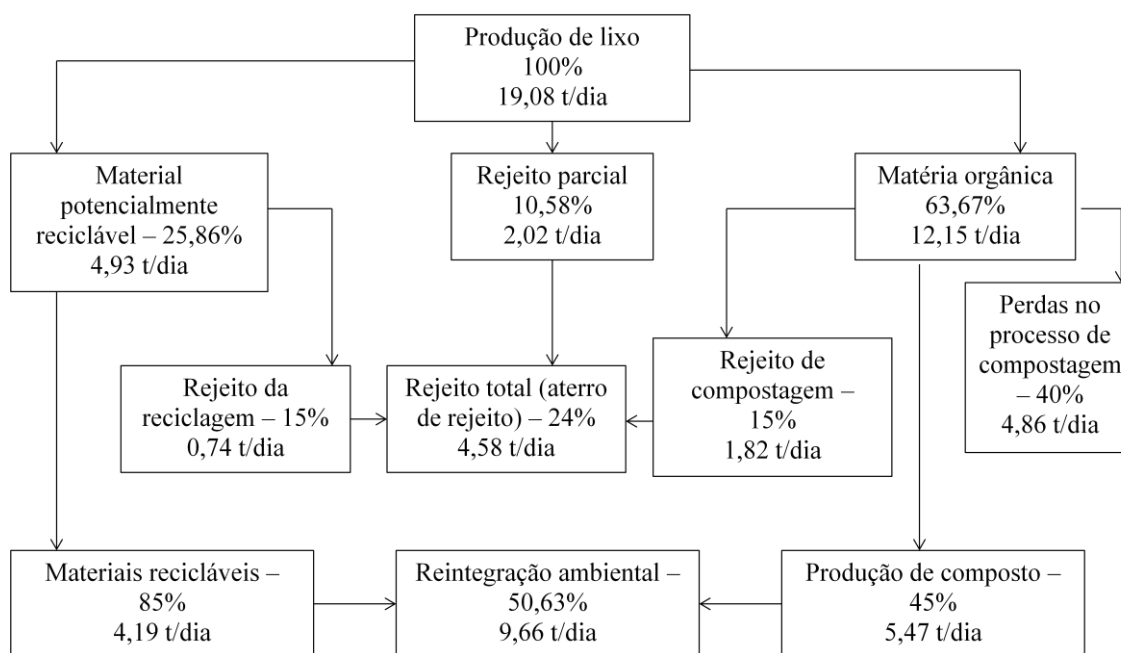 Produção de lixo
100%
19,08 t/dia
Material
potencialmente
reciclável – 25,86%
4,93 t/dia
Rejeito parcial
10,58%
2,02 t/dia
Matéria orgânica
63,67%
12,15 t/dia
Perdas no
processo de
compostagem
– 40%
4,86 t/dia
Rejeito da
reciclagem – 15%
0,74 t/dia
Rejeito total (aterro
de rejeito) – 24%
4,58 t/dia
Rejeito de
compostagem –
15%
1,82 t/dia
Materiais recicláveis –
85%
4,19 t/dia
Reintegração ambiental –
50,63%
9,66 t/dia
Produção de composto –
45%
5,47 t/dia